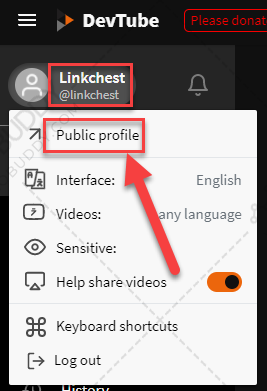 DevTube
Please donat
Linkchest
@linkchest
Public profile
Interface: English
Videos: any language
Sensitive:
Help share videos
Keyboard shortcuts
Log out
History